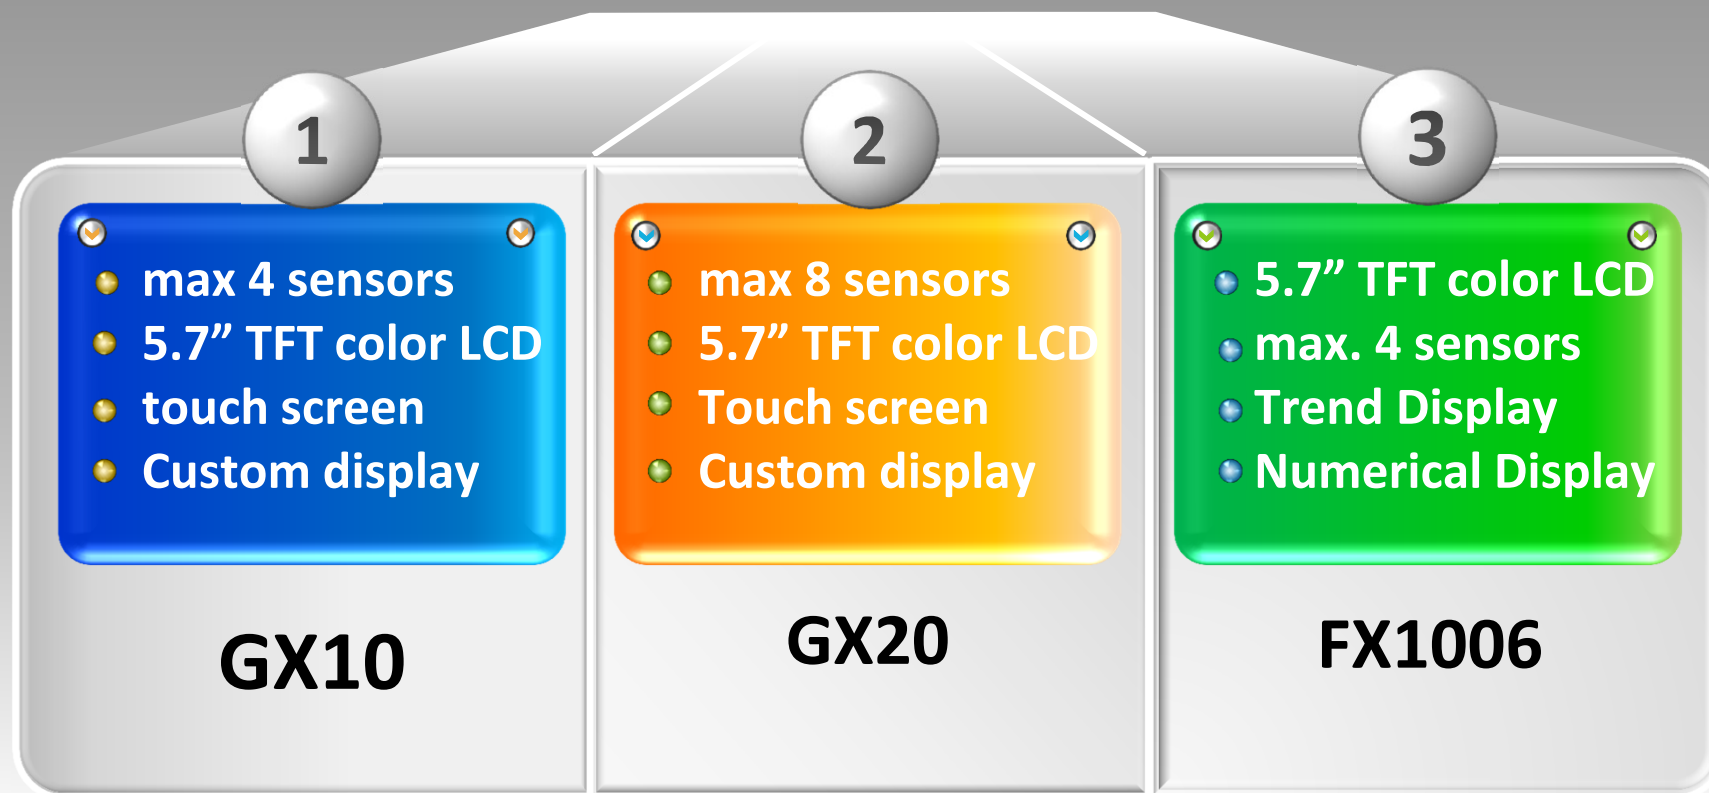 1
max 4 sensors
5.7” TFT color LCD
touch screen
Custom display
GX10
2
max 8 sensors
5.7” TFT color LCD
Touch screen
Custom display
GX20
3
5.7” TFT color LCD
max. 4 sensors
Trend Display
Numerical Display
FX1006